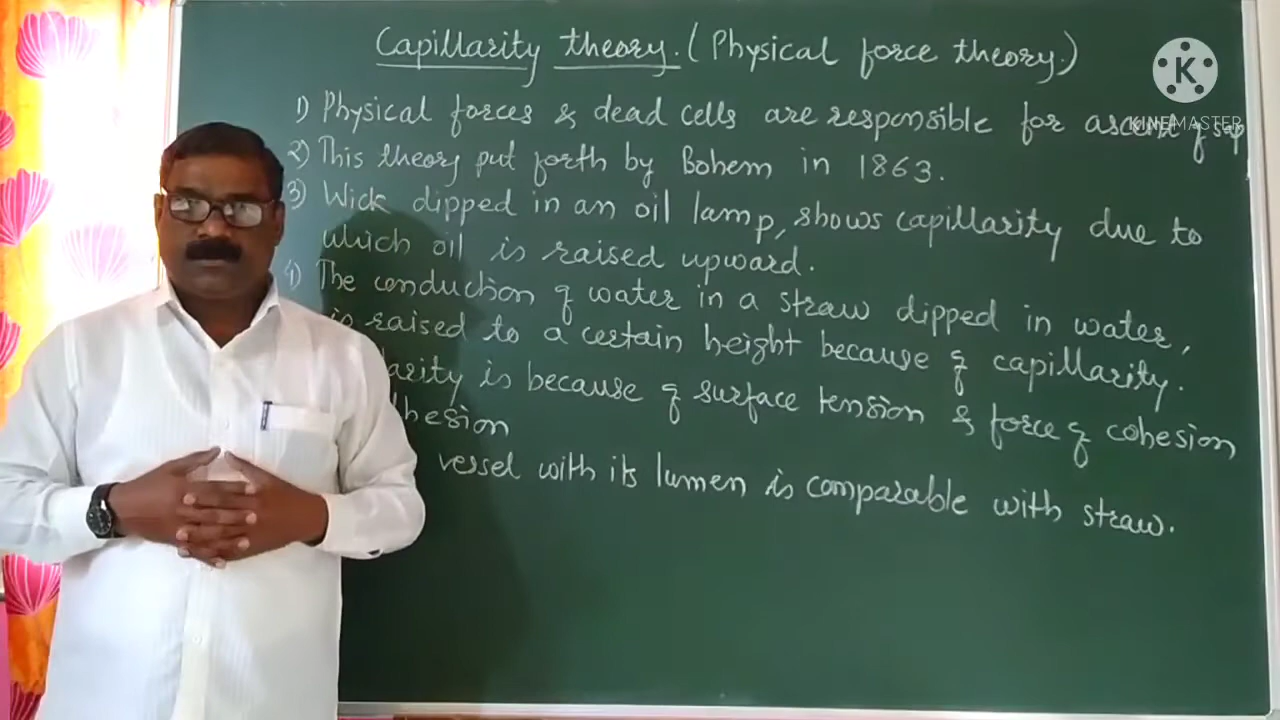 Capillarity theory. (Physical force theory.)
1) Physical forces & dead cells are responsible for ascent of sap
2) This theory put forth by Bohem in 1863.
3) Wick dipped in an oil lamp, shows capillarity due to
which oil is raised upward.
4) The conduction of water in a straw dipped in water,
is raised to a certain height because of capillarity.
arity is because of surface tension & force of cohesion
hesion
vessel with its lumen is comparable with straw.
K
KINEMASTER